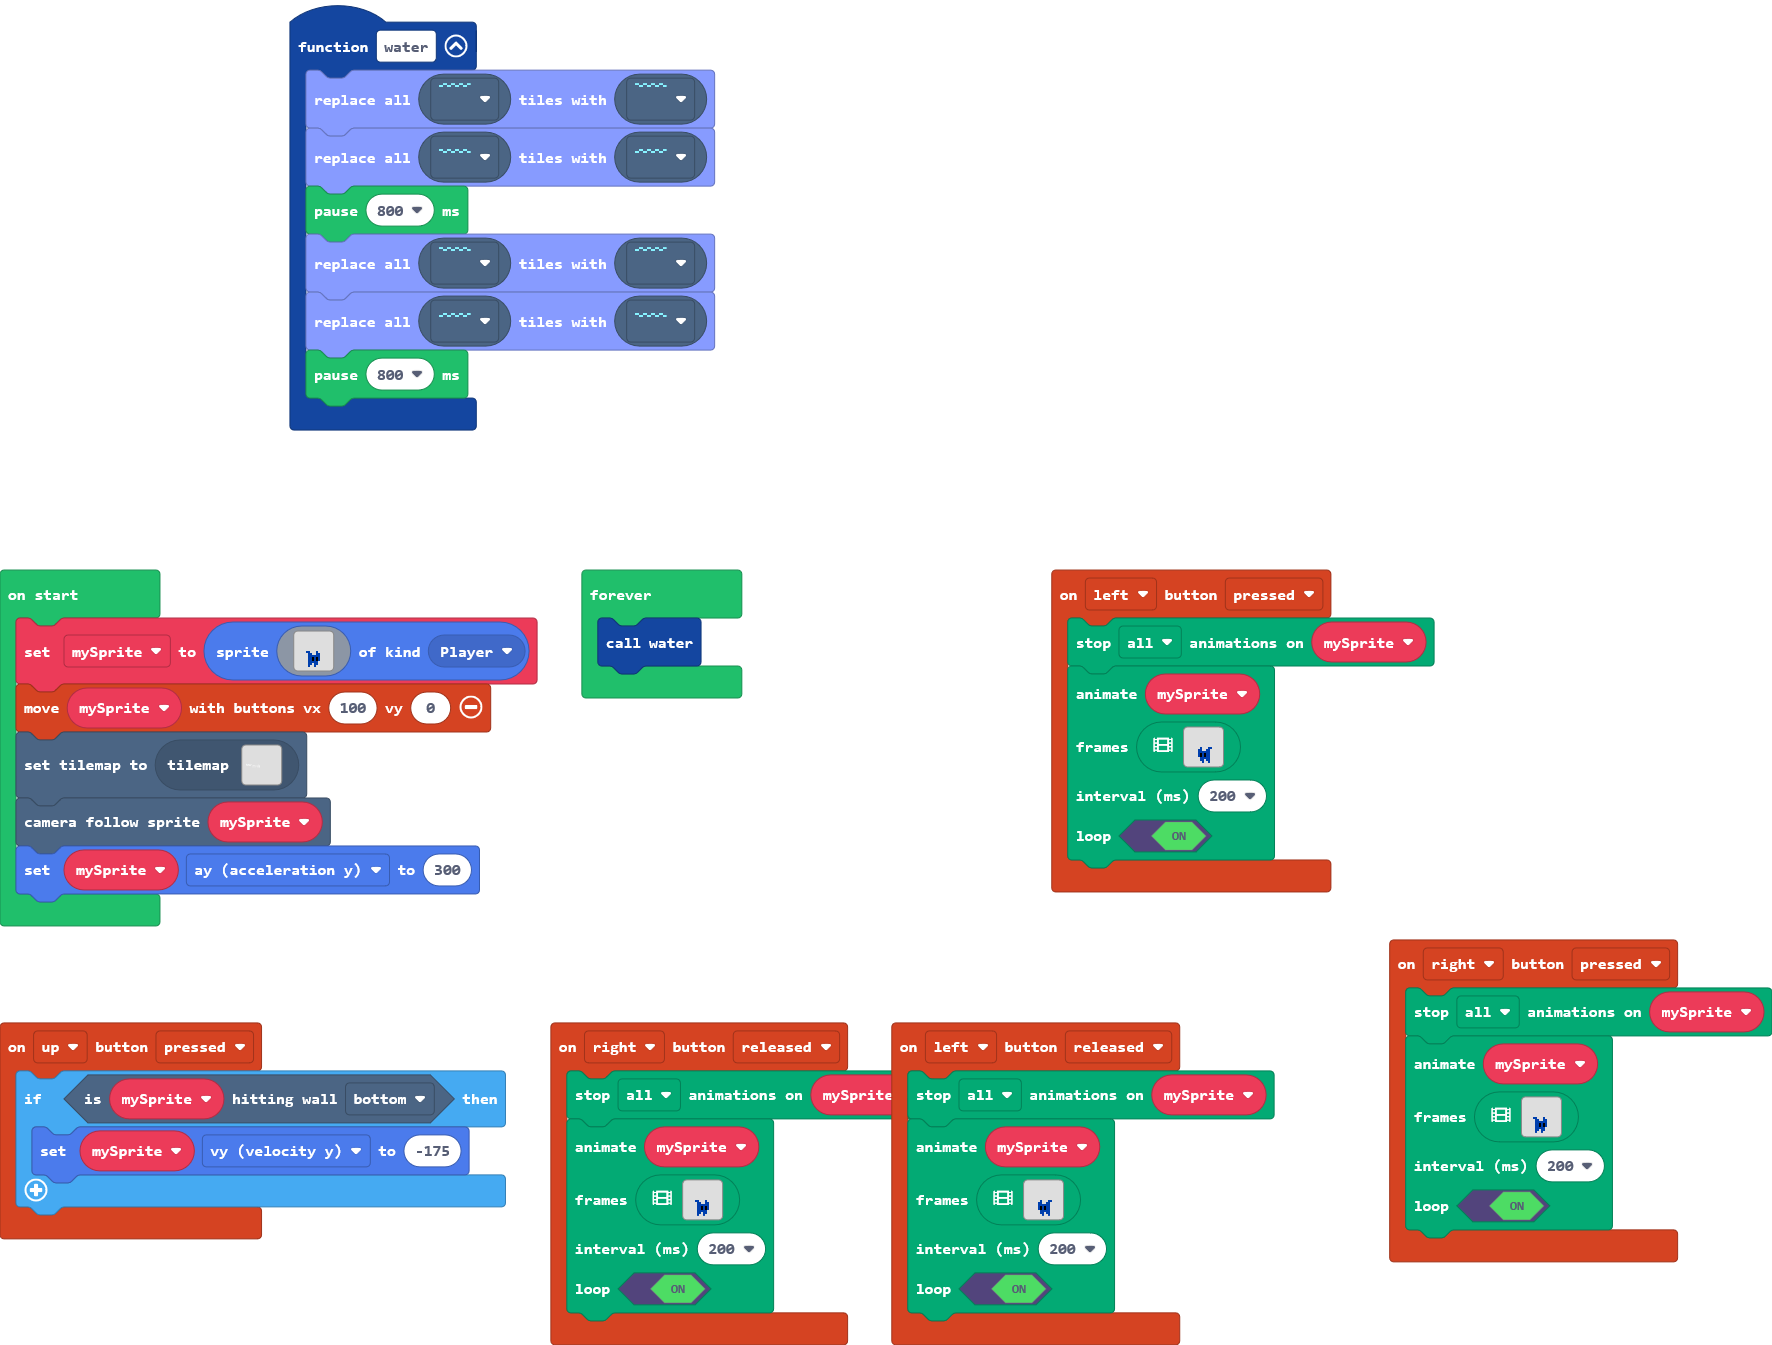 function water
replace all tiles with
replace all tiles with
pause 800 ms
replace all tiles with
replace all tiles with
pause 800 ms
on start
set mySprite to sprite of kind Player
move mySprite with buttons vx 100 vy 0
set tilemap to tilemap
camera follow sprite mySprite
set mySprite ay (acceleration y) to 300
forever
call water
on left button pressed
stop all animations on mySprite
animate mySprite
frames
interval (ms) 200
loop ON
on right button pressed
stop all animations on mySprite
animate mySprite
frames
interval (ms) 200
loop ON
on up button pressed
if is mySprite hitting wall bottom then
set mySprite vy (velocity y) to -175
on right button released
stop all animations on mySprite
animate mySprite
frames
interval (ms) 200
loop ON
on left button released
stop all animations on mySprite
animate mySprite
frames
interval (ms) 200
loop ON